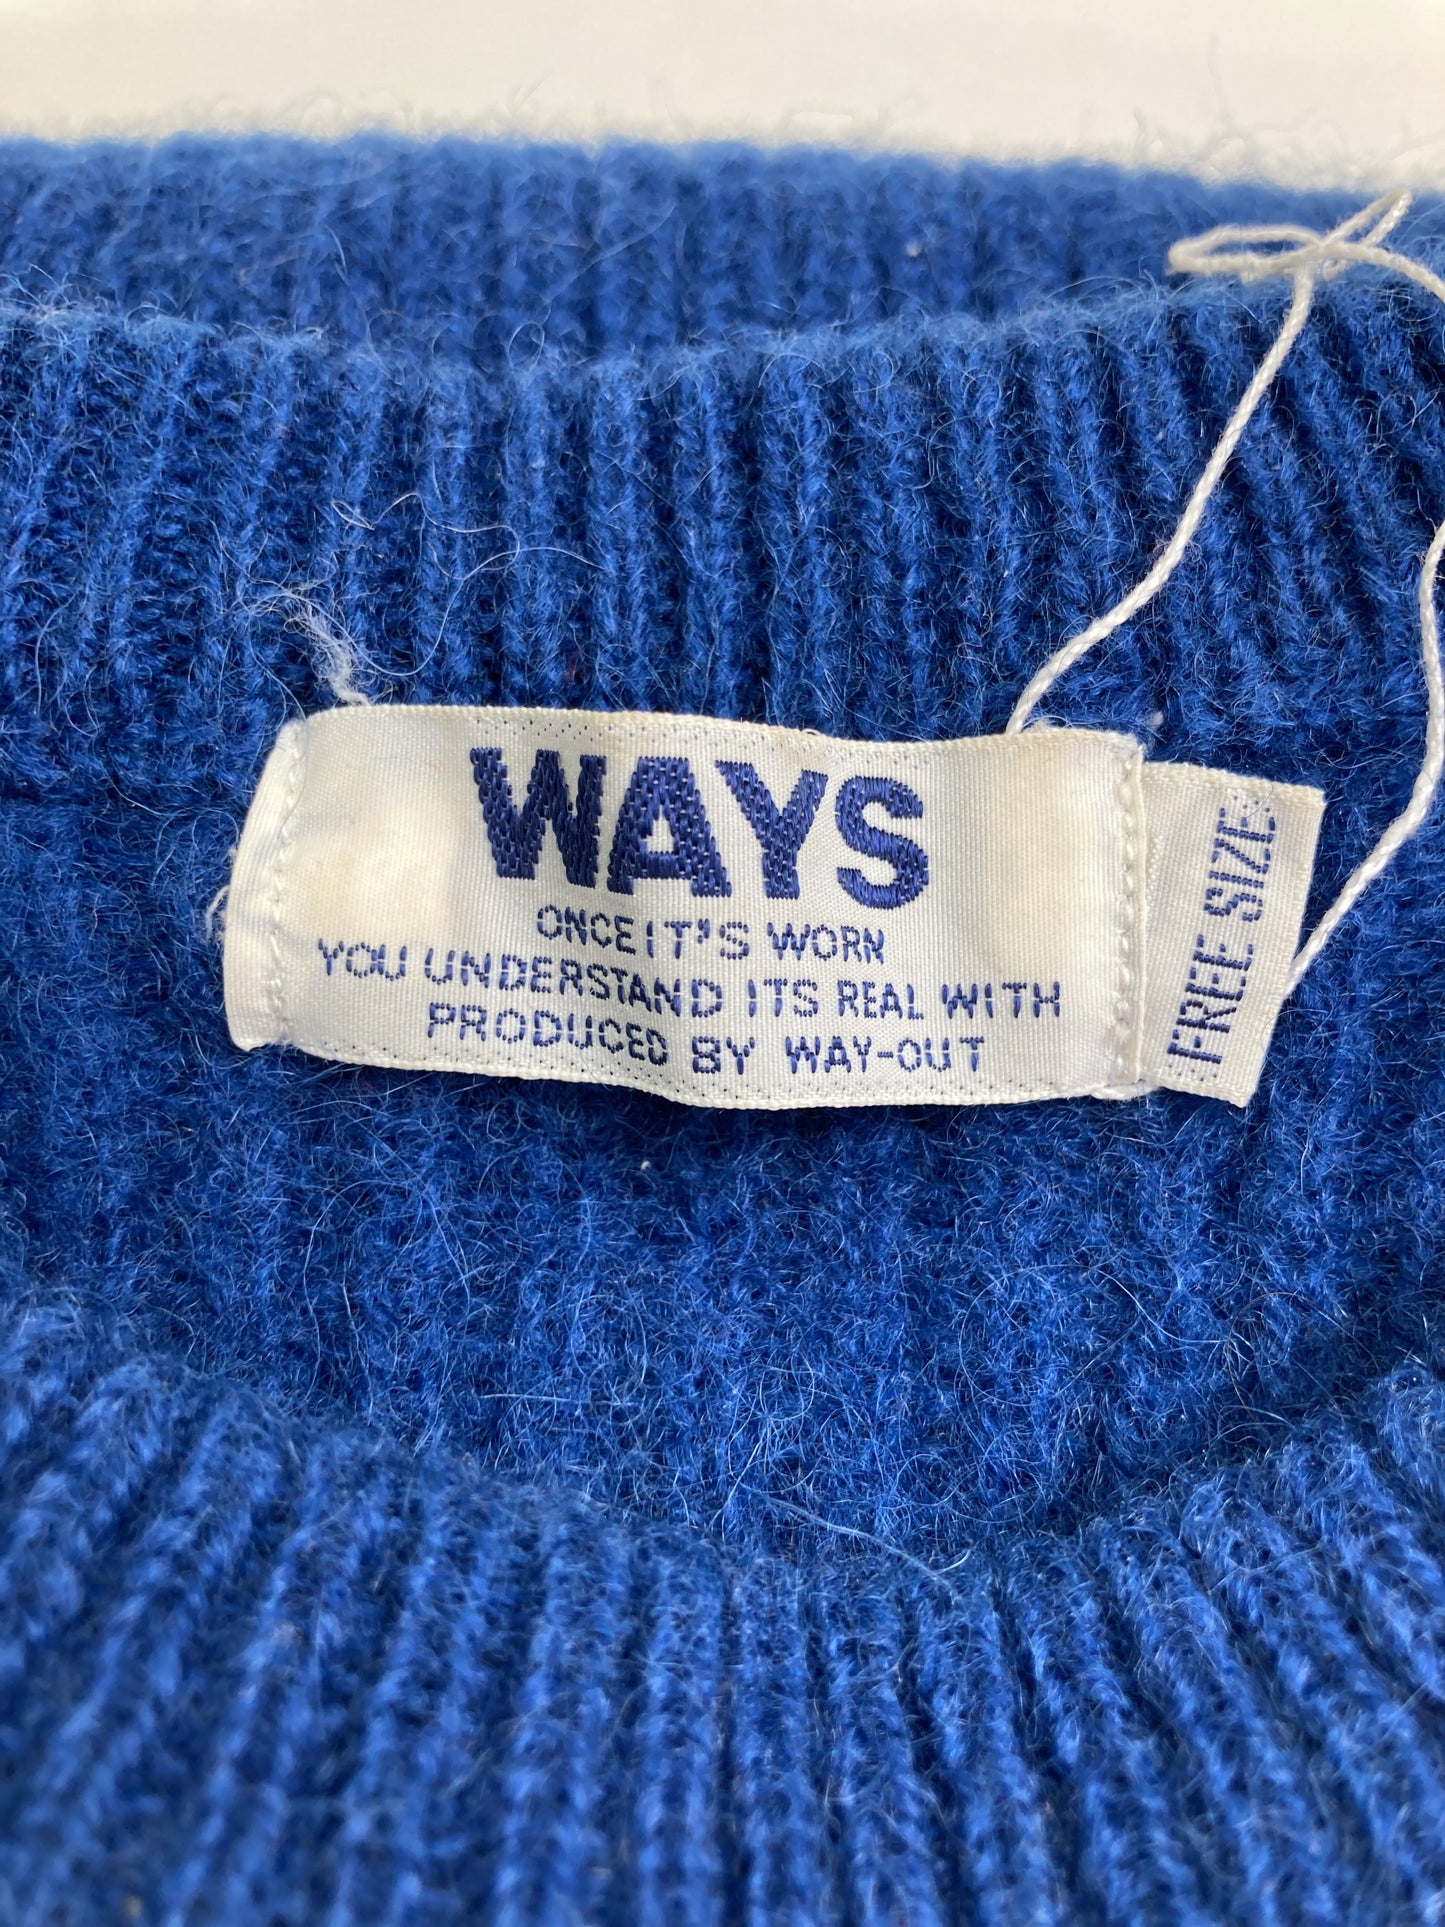 WAYS
ONCE IT'S WORN
YOU UNDERSTAND ITS REAL WITH
PRODUCED BY WAY-OUT
FREE SIZE